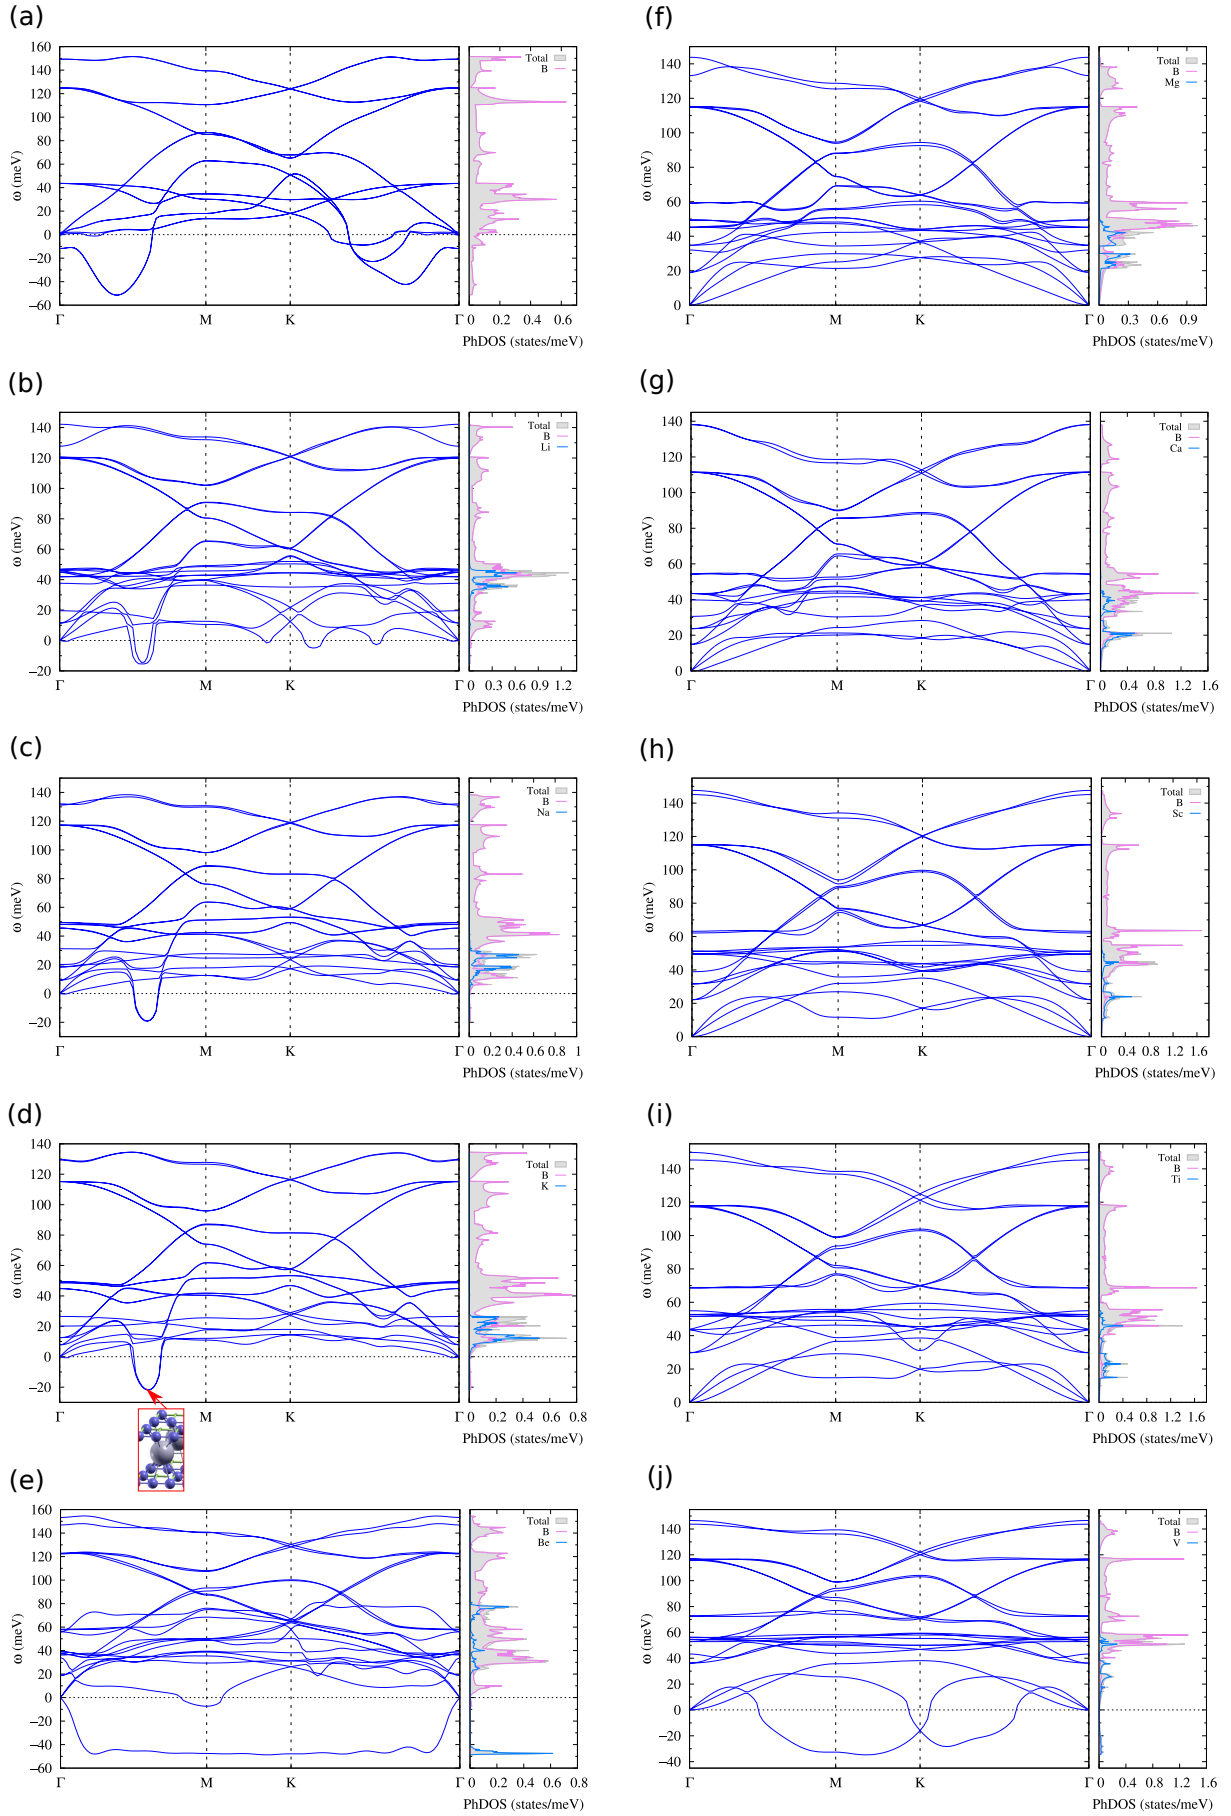 (a)
160
140
120
100
80
60
40
20
0
−20
−40
−60
ω (meV)
Γ M K Γ
Total
B
0 0.2 0.4 0.6
PhDOS (states/meV)
(f)
140
120
100
80
60
40
20
0
ω (meV)
Γ M K Γ
Total
B
Mg
0 0.3 0.6 0.9
PhDOS (states/meV)
(b)
140
120
100
80
60
40
20
0
−20
ω (meV)
Γ M K Γ
Total
B
Li
0 0.3 0.6 0.9 1.2
PhDOS (states/meV)
(g)
140
120
100
80
60
40
20
0
ω (meV)
Γ M K Γ
Total
B
Ca
0 0.4 0.8 1.2 1.6
PhDOS (states/meV)
(c)
140
120
100
80
60
40
20
0
−20
ω (meV)
Γ M K Γ
Total
B
Na
0 0.2 0.4 0.6 0.8 1
PhDOS (states/meV)
(h)
140
120
100
80
60
40
20
0
ω (meV)
Γ M K Γ
Total
B
Sc
0 0.4 0.8 1.2 1.6
PhDOS (states/meV)
(d)
140
120
100
80
60
40
20
0
−20
ω (meV)
Γ M K Γ
Total
B
K
0 0.2 0.4 0.6 0.8
PhDOS (states/meV)
(i)
140
120
100
80
60
40
20
0
ω (meV)
Γ M K Γ
Total
B
Ti
0 0.4 0.8 1.2 1.6
PhDOS (states/meV)
(e)
160
140
120
100
80
60
40
20
0
−20
−40
−60
ω (meV)
Γ M K Γ
Total
B
Be
0 0.2 0.4 0.6 0.8
PhDOS (states/meV)
(j)
140
120
100
80
60
40
20
0
−20
−40
ω (meV)
Γ M K Γ
Total
B
V
0 0.4 0.8 1.2 1.6
PhDOS (states/meV)